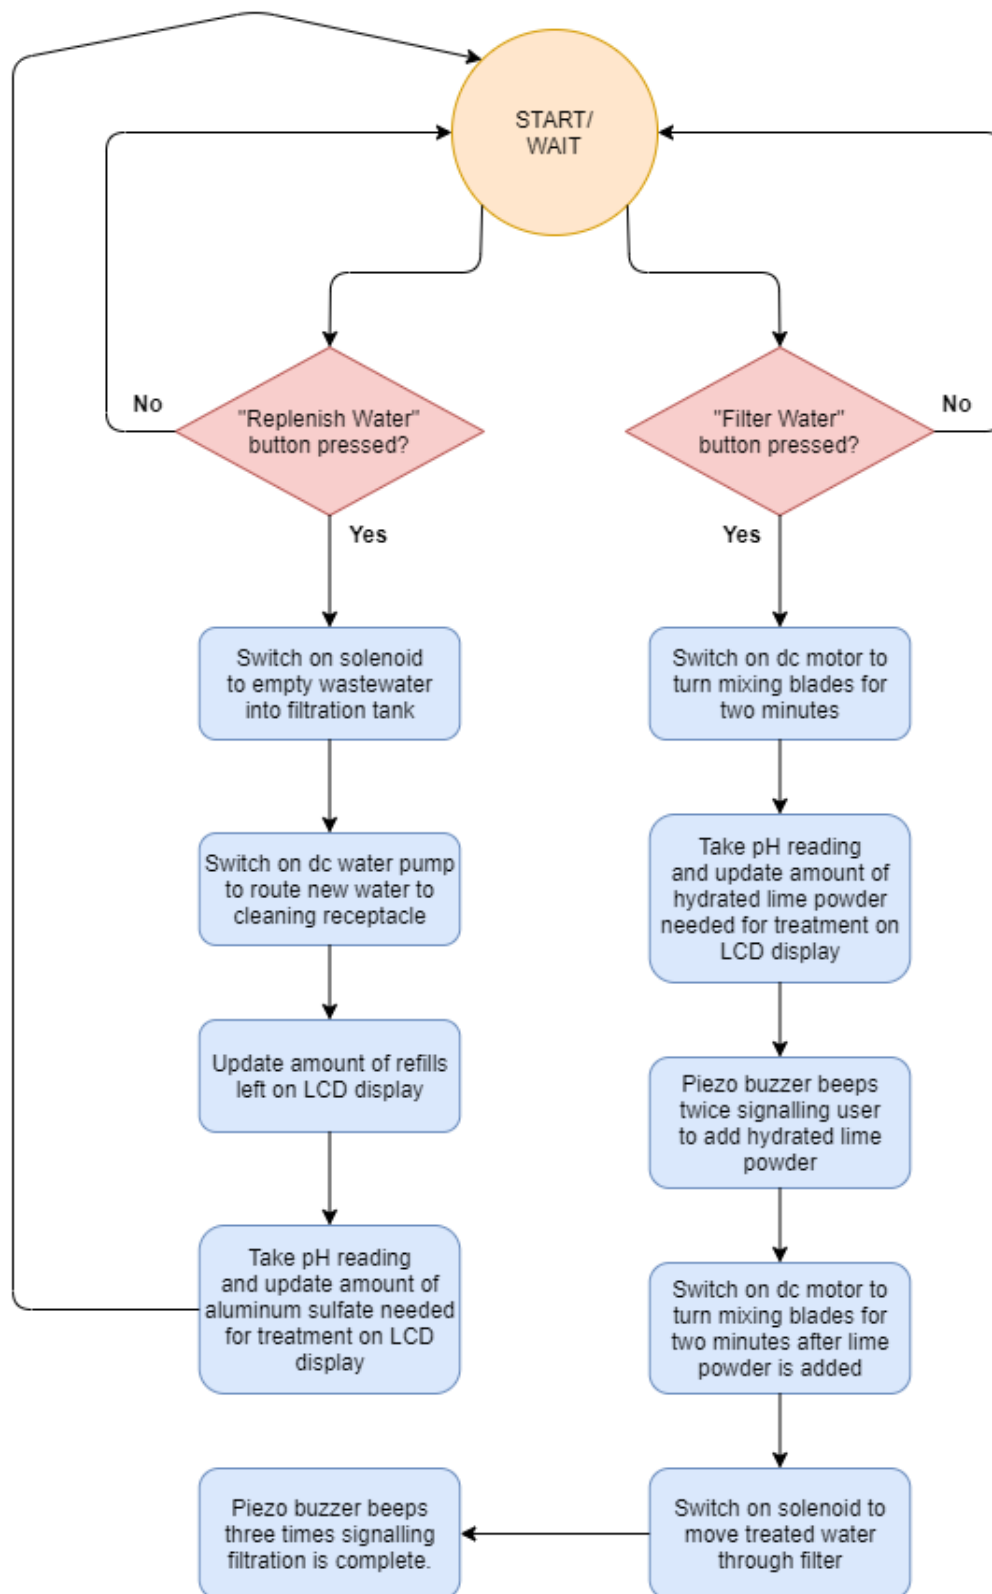 START/
WAIT
"Replenish Water"
button pressed?
No
Yes
"Filter Water"
button pressed?
No
Yes
Switch on solenoid
to empty wastewater
into filtration tank
Switch on dc water pump
to route new water to
cleaning receptacle
Update amount of refills
left on LCD display
Take pH reading
and update amount of
aluminum sulfate needed
for treatment on LCD
display
Switch on dc motor to
turn mixing blades for
two minutes
Take pH reading
and update amount of
hydrated lime powder
needed for treatment on
LCD display
Piezo buzzer beeps
twice signalling user
to add hydrated lime
powder
Switch on dc motor to
turn mixing blades for
two minutes after lime
powder is added
Switch on solenoid to
move treated water
through filter
Piezo buzzer beeps
three times signalling
filtration is complete.